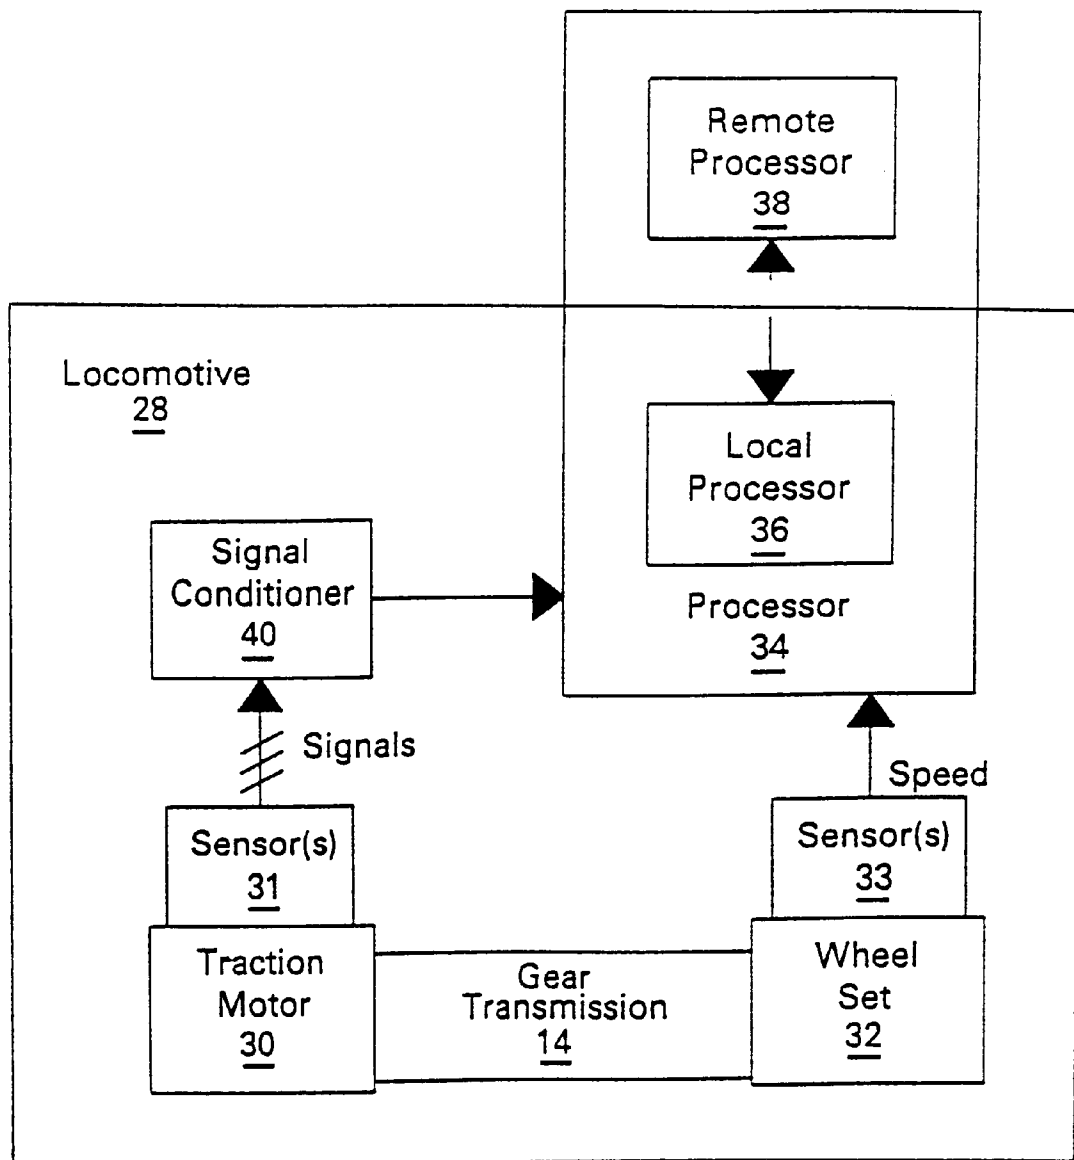 Remote
Processor
38
Locomotive
28
Local
Processor
36
Signal
Conditioner
40
Processor
34
Signals
Speed
Sensor(s)
31
Sensor(s)
33
Traction
Motor
30
Gear
Transmission
14
Wheel
Set
32